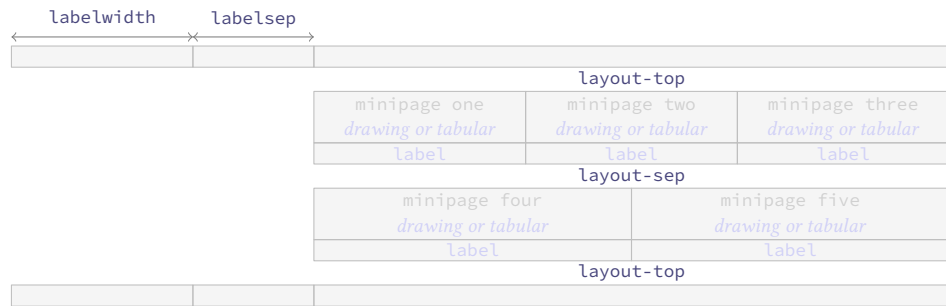 labelwidth labelsep
layout-top
minipage one minipage two minipage three
drawing or tabular drawing or tabular drawing or tabular
label label label
layout-sep
minipage four minipage five
drawing or tabular drawing or tabular
label label
layout-top